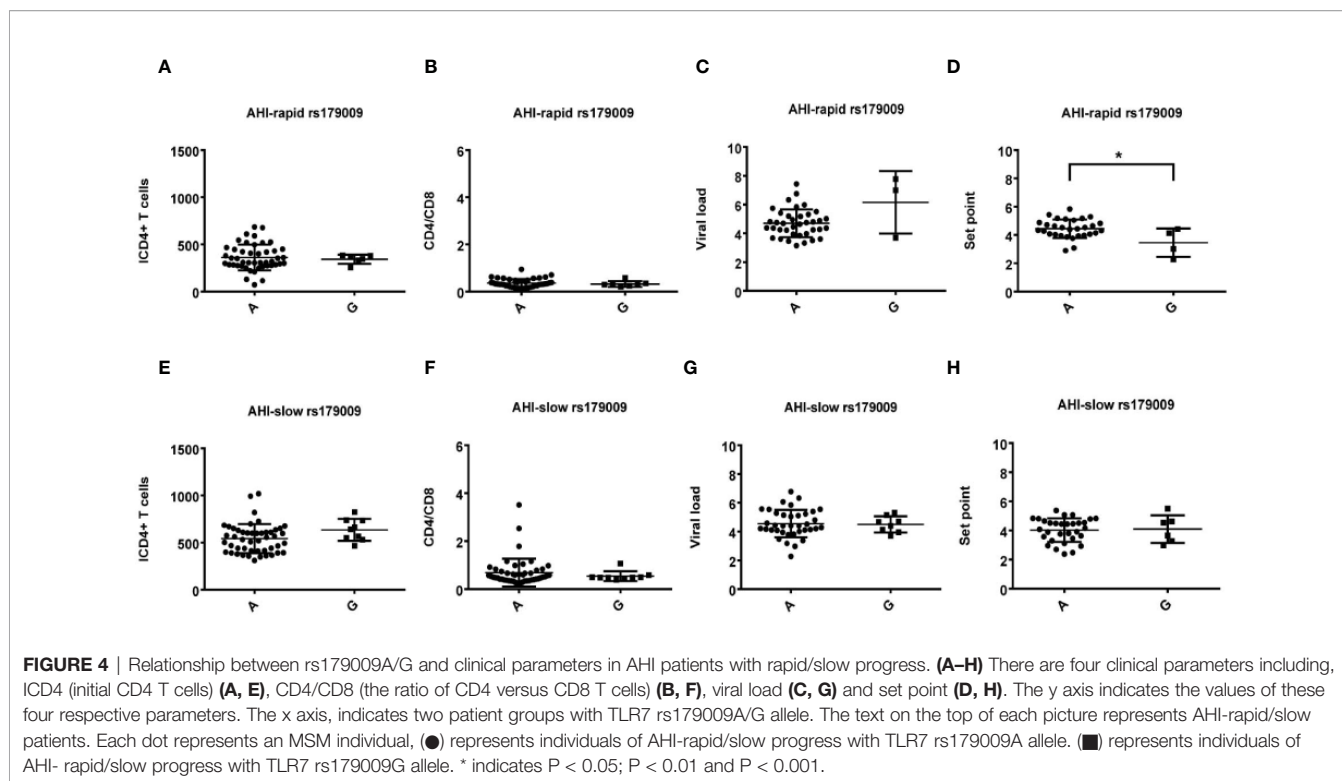 A
B
C
D
AHI-rapid rs179009
AHI-rapid rs179009
AHI-rapid rs179009
AHI-rapid rs179009
ICD4+ T cells
1500
1000
500
0
A
G
CD4/CD8
6
4
2
0
A
G
Viral load
10
8
6
4
2
0
A
G
Set point
10
8
6
4
2
0
*
A
G
E
F
G
H
AHI-slow rs179009
AHI-slow rs179009
AHI-slow rs179009
AHI-slow rs179009
ICD4+ T cells
1500
1000
500
0
A
G
CD4/CD8
6
4
2
0
A
G
Viral load
10
8
6
4
2
0
A
G
Set point
10
8
6
4
2
0
A
G
FIGURE 4 | Relationship between rs179009A/G and clinical parameters in AHI patients with rapid/slow progress. (A–H) There are four clinical parameters including,
ICD4 (initial CD4 T cells) (A, E), CD4/CD8 (the ratio of CD4 versus CD8 T cells) (B, F), viral load (C, G) and set point (D, H). The y axis indicates the values of these
four respective parameters. The x axis, indicates two patient groups with TLR7 rs179009A/G allele. The text on the top of each picture represents AHI-rapid/slow
patients. Each dot represents an MSM individual, (●) represents individuals of AHI-rapid/slow progress with TLR7 rs179009A allele. (■) represents individuals of
AHI- rapid/slow progress with TLR7 rs179009G allele. * indicates P < 0.05; P < 0.01 and P < 0.001.